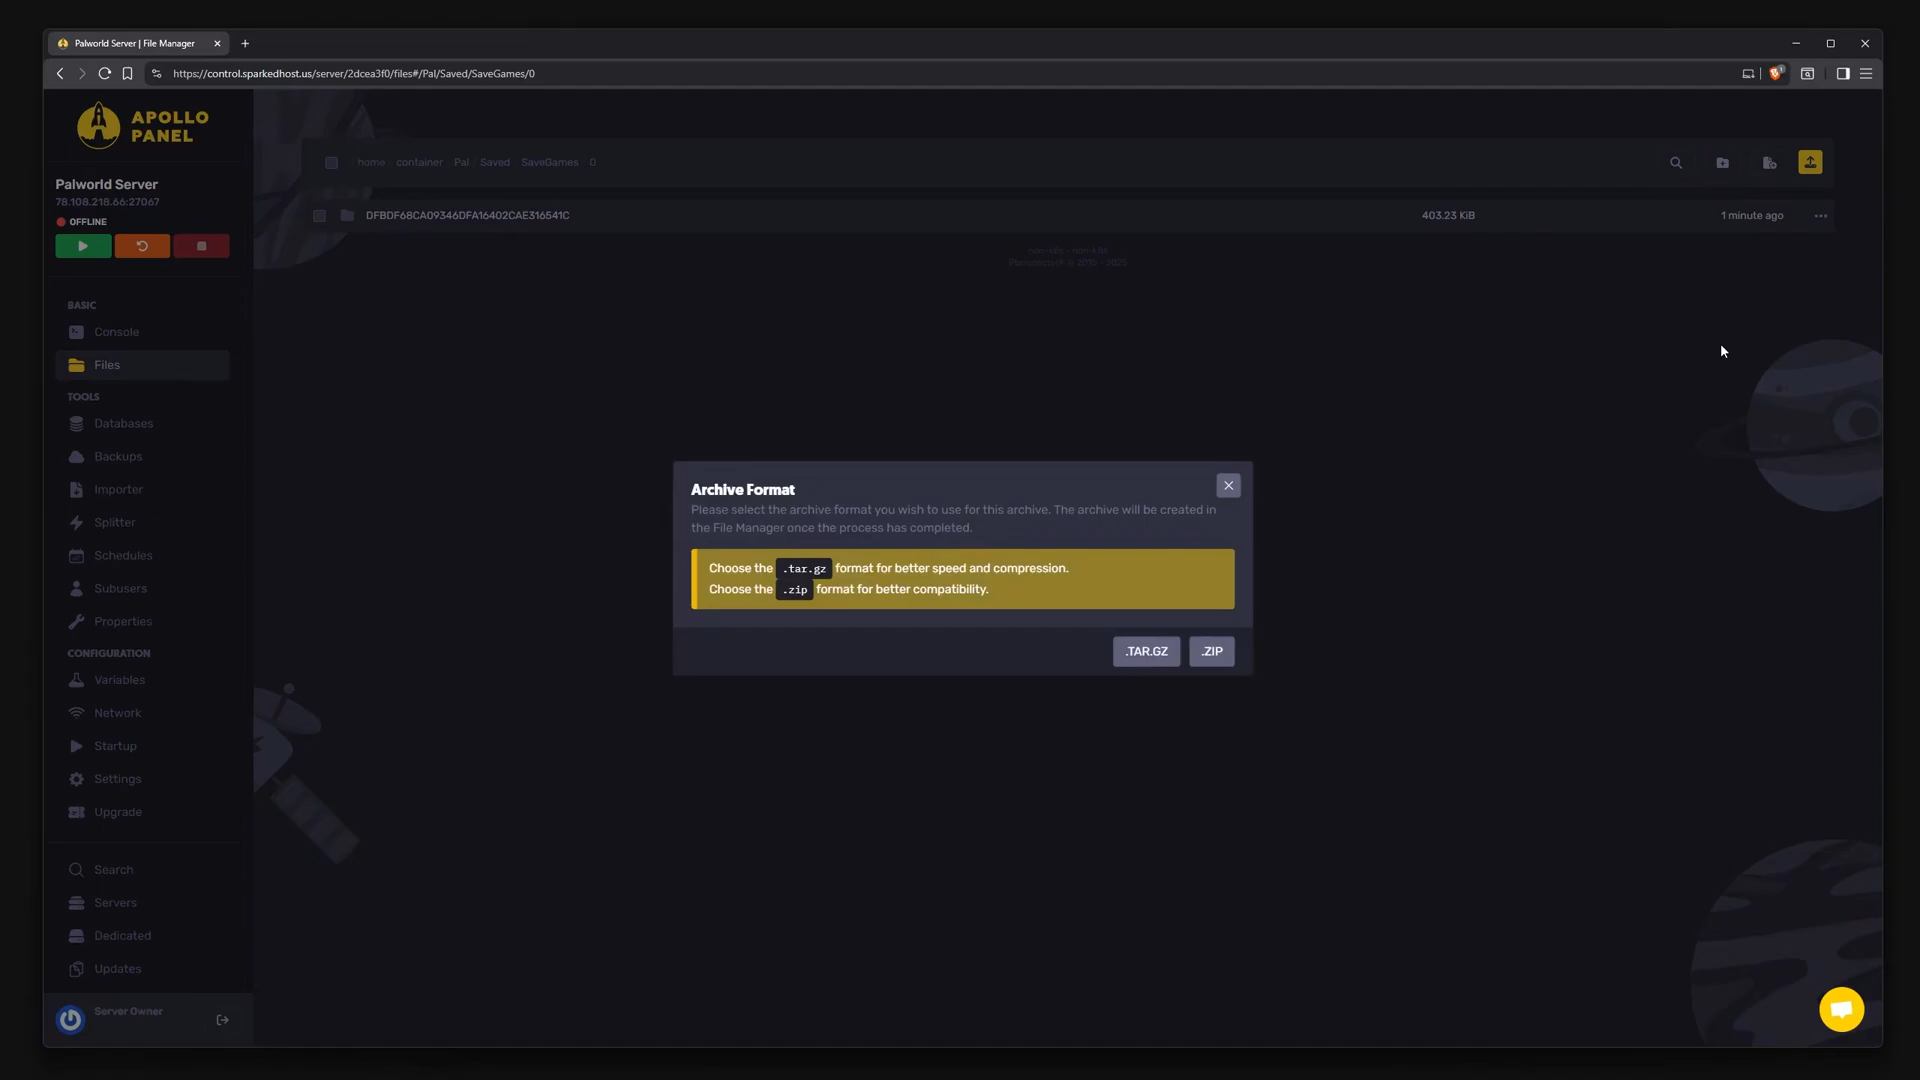 Palworld Server | File Manager
https://control.sparkedhost.us/server/2dcea3f0/files#/Pal/Saved/SaveGames/0
APOLLO
PANEL
Palworld Server
78.108.218.66:27067
OFFLINE
BASIC
Console
Files
TOOLS
Databases
Backups
Importer
Splitter
Schedules
Subusers
Properties
CONFIGURATION
Variables
Network
Startup
Settings
Upgrade
Search
Servers
Dedicated
Updates
Server Owner
home container Pal Saved SaveGames 0
DFBDF68CA09346DFA16402CAE316541C 403.23 KiB 1 minute ago
Pterodactyl® © 2015 - 2025
Archive Format
Please select the archive format you wish to use for this archive. The archive will be created in
the File Manager once the process has completed.
Choose the .tar.gz format for better speed and compression.
Choose the .zip format for better compatibility.
.TAR.GZ .ZIP